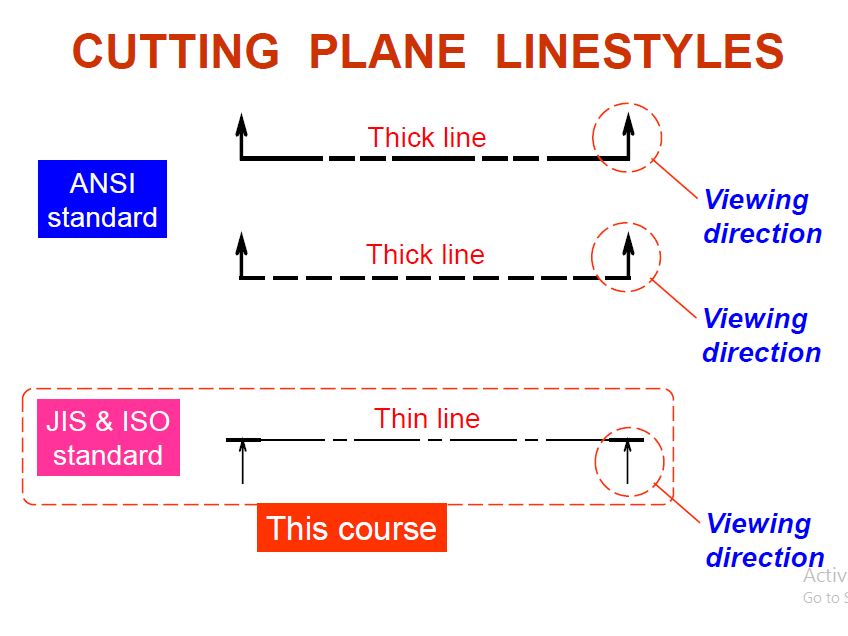 CUTTING PLANE LINESTYLES
Thick line
ANSI
standard
Viewing
direction
Thick line
Viewing
direction
JIS & ISO
standard
Thin line
This course
Viewing
direction
Activ
Go to S